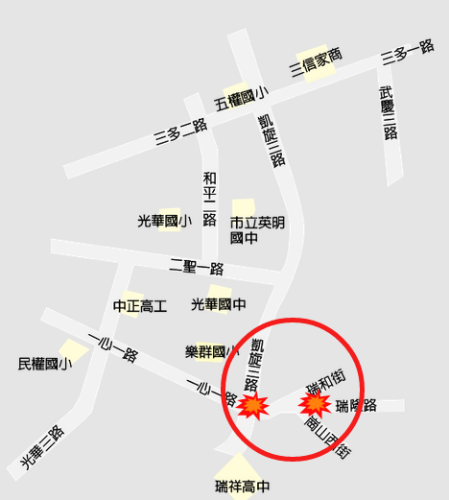 三多一路
三信家商
五權國小
武慶三路
三多二路
凱旋三路
和平二路
光華國小
市立英明
國中
二聖一路
中正高工
光華國中
一心一路
樂群國小
凱旋三路
民權國小
瑞和街
一心一路
瑞隆路
崗山西街
光華三路
瑞祥高中